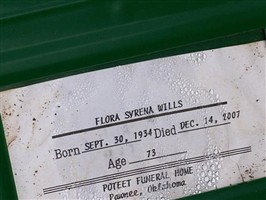 FLORA SYRENA WILLS
Born SEPT. 30, 1934 Died DEC. 14, 2007
Age 73
POTEET FUNERAL HOME
Pawnee, Oklahoma